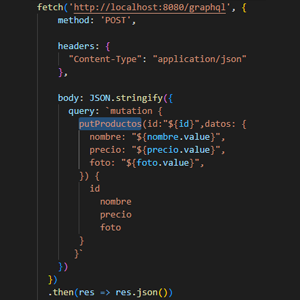 fetch('http://localhost:8080/graphql', {
method: 'POST',
headers: {
"Content-Type": "application/json"
},
body: JSON.stringify({
query: `mutation {
putProductos(id:"${id}",datos: {
nombre: "${nombre.value}",
precio: "${precio.value}",
foto: "${foto.value}",
}) {
id
nombre
precio
foto
}
}`
})
})
.then(res => res.json())